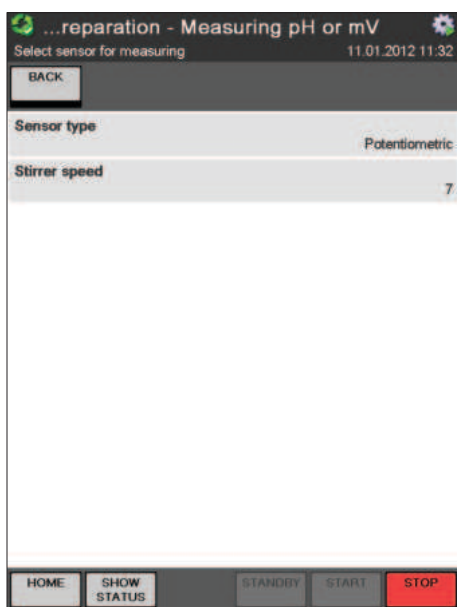 ...reparation - Measuring pH or mV
Select sensor for measuring 11.01.2012 11:32
BACK
Sensor type
Potentiometric
Stirrer speed
7
HOME SHOW STATUS STANDBY START STOP